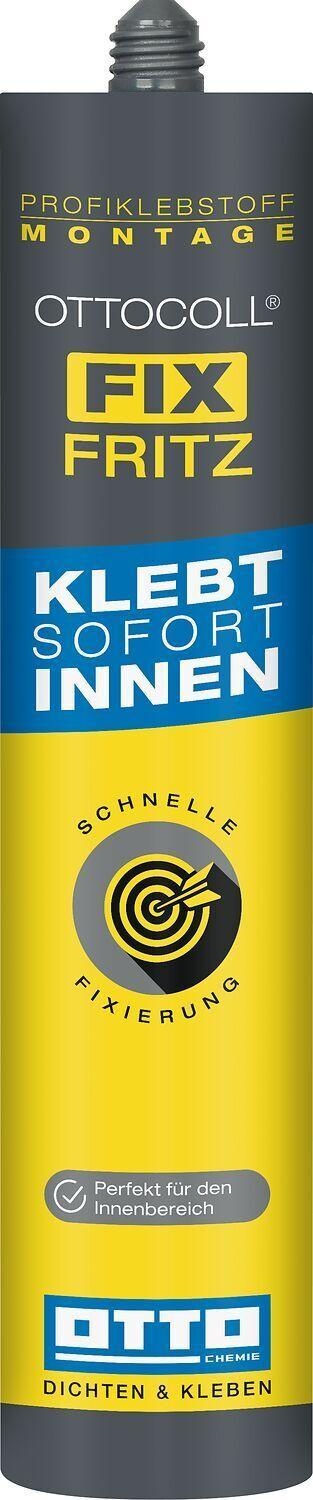 PROFIKLEBSTOFF
MONTAGE
OTTOCOLL®
FIX
FRITZ
KLEBT
SOFORT
INNEN
SCHNELLE
FIXIERUNG
Perfekt für den
Innenbereich
OTTO
CHEMIE
DICHTEN & KLEBEN